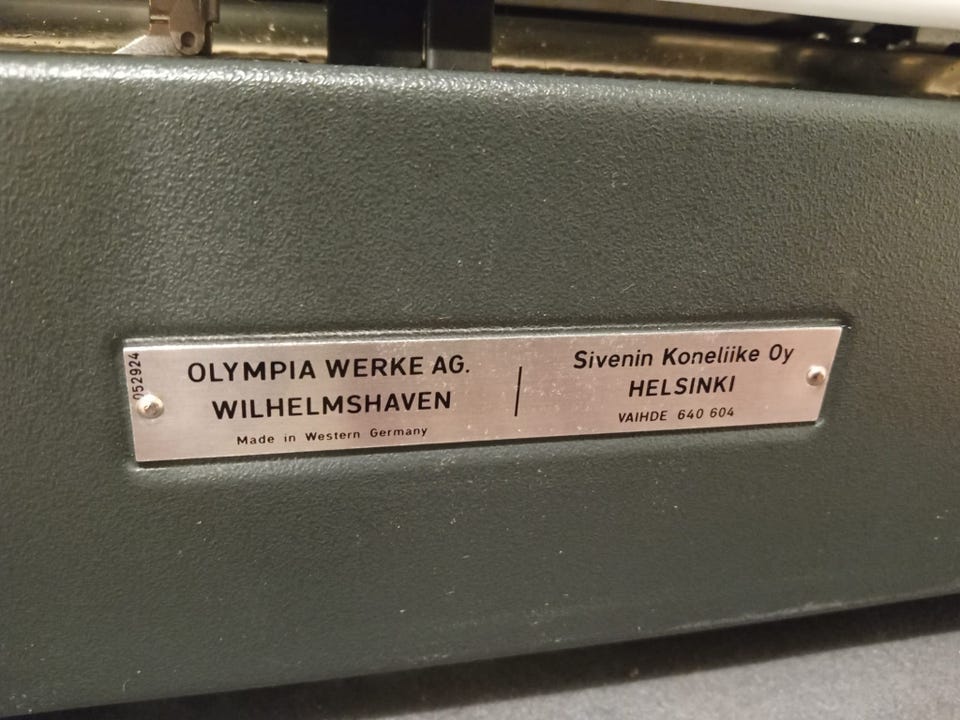 052924
OLYMPIA WERKE AG.
WILHELMSHAVEN
Made in Western Germany
Sivenin Koneliike Oy
HELSINKI
VAIHDE 640 604